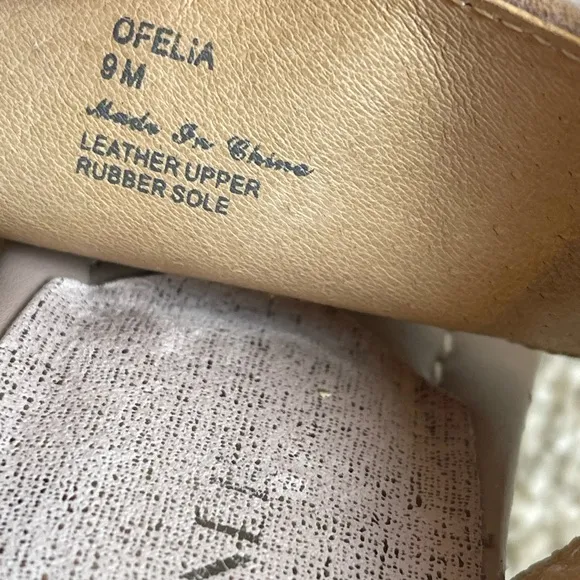 OFELiA
9 M
Made In China
LEATHER UPPER
RUBBER SOLE